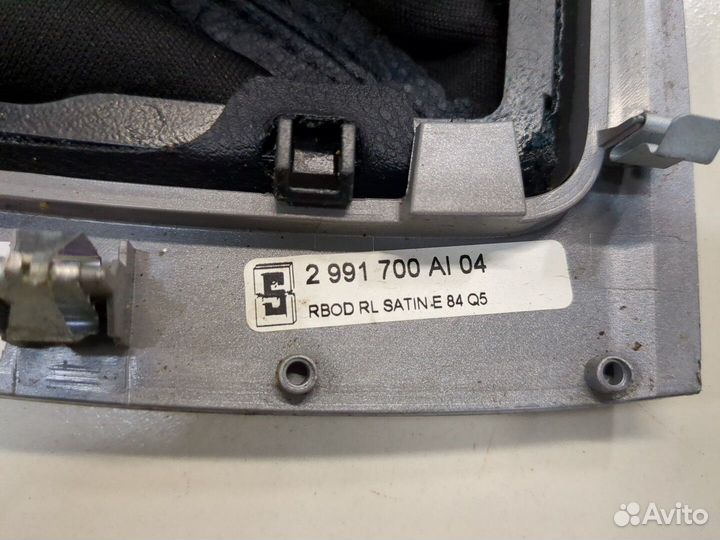 S 2 991 700 AI 04
RBOD RL SATIN-E 84 Q5
Avito